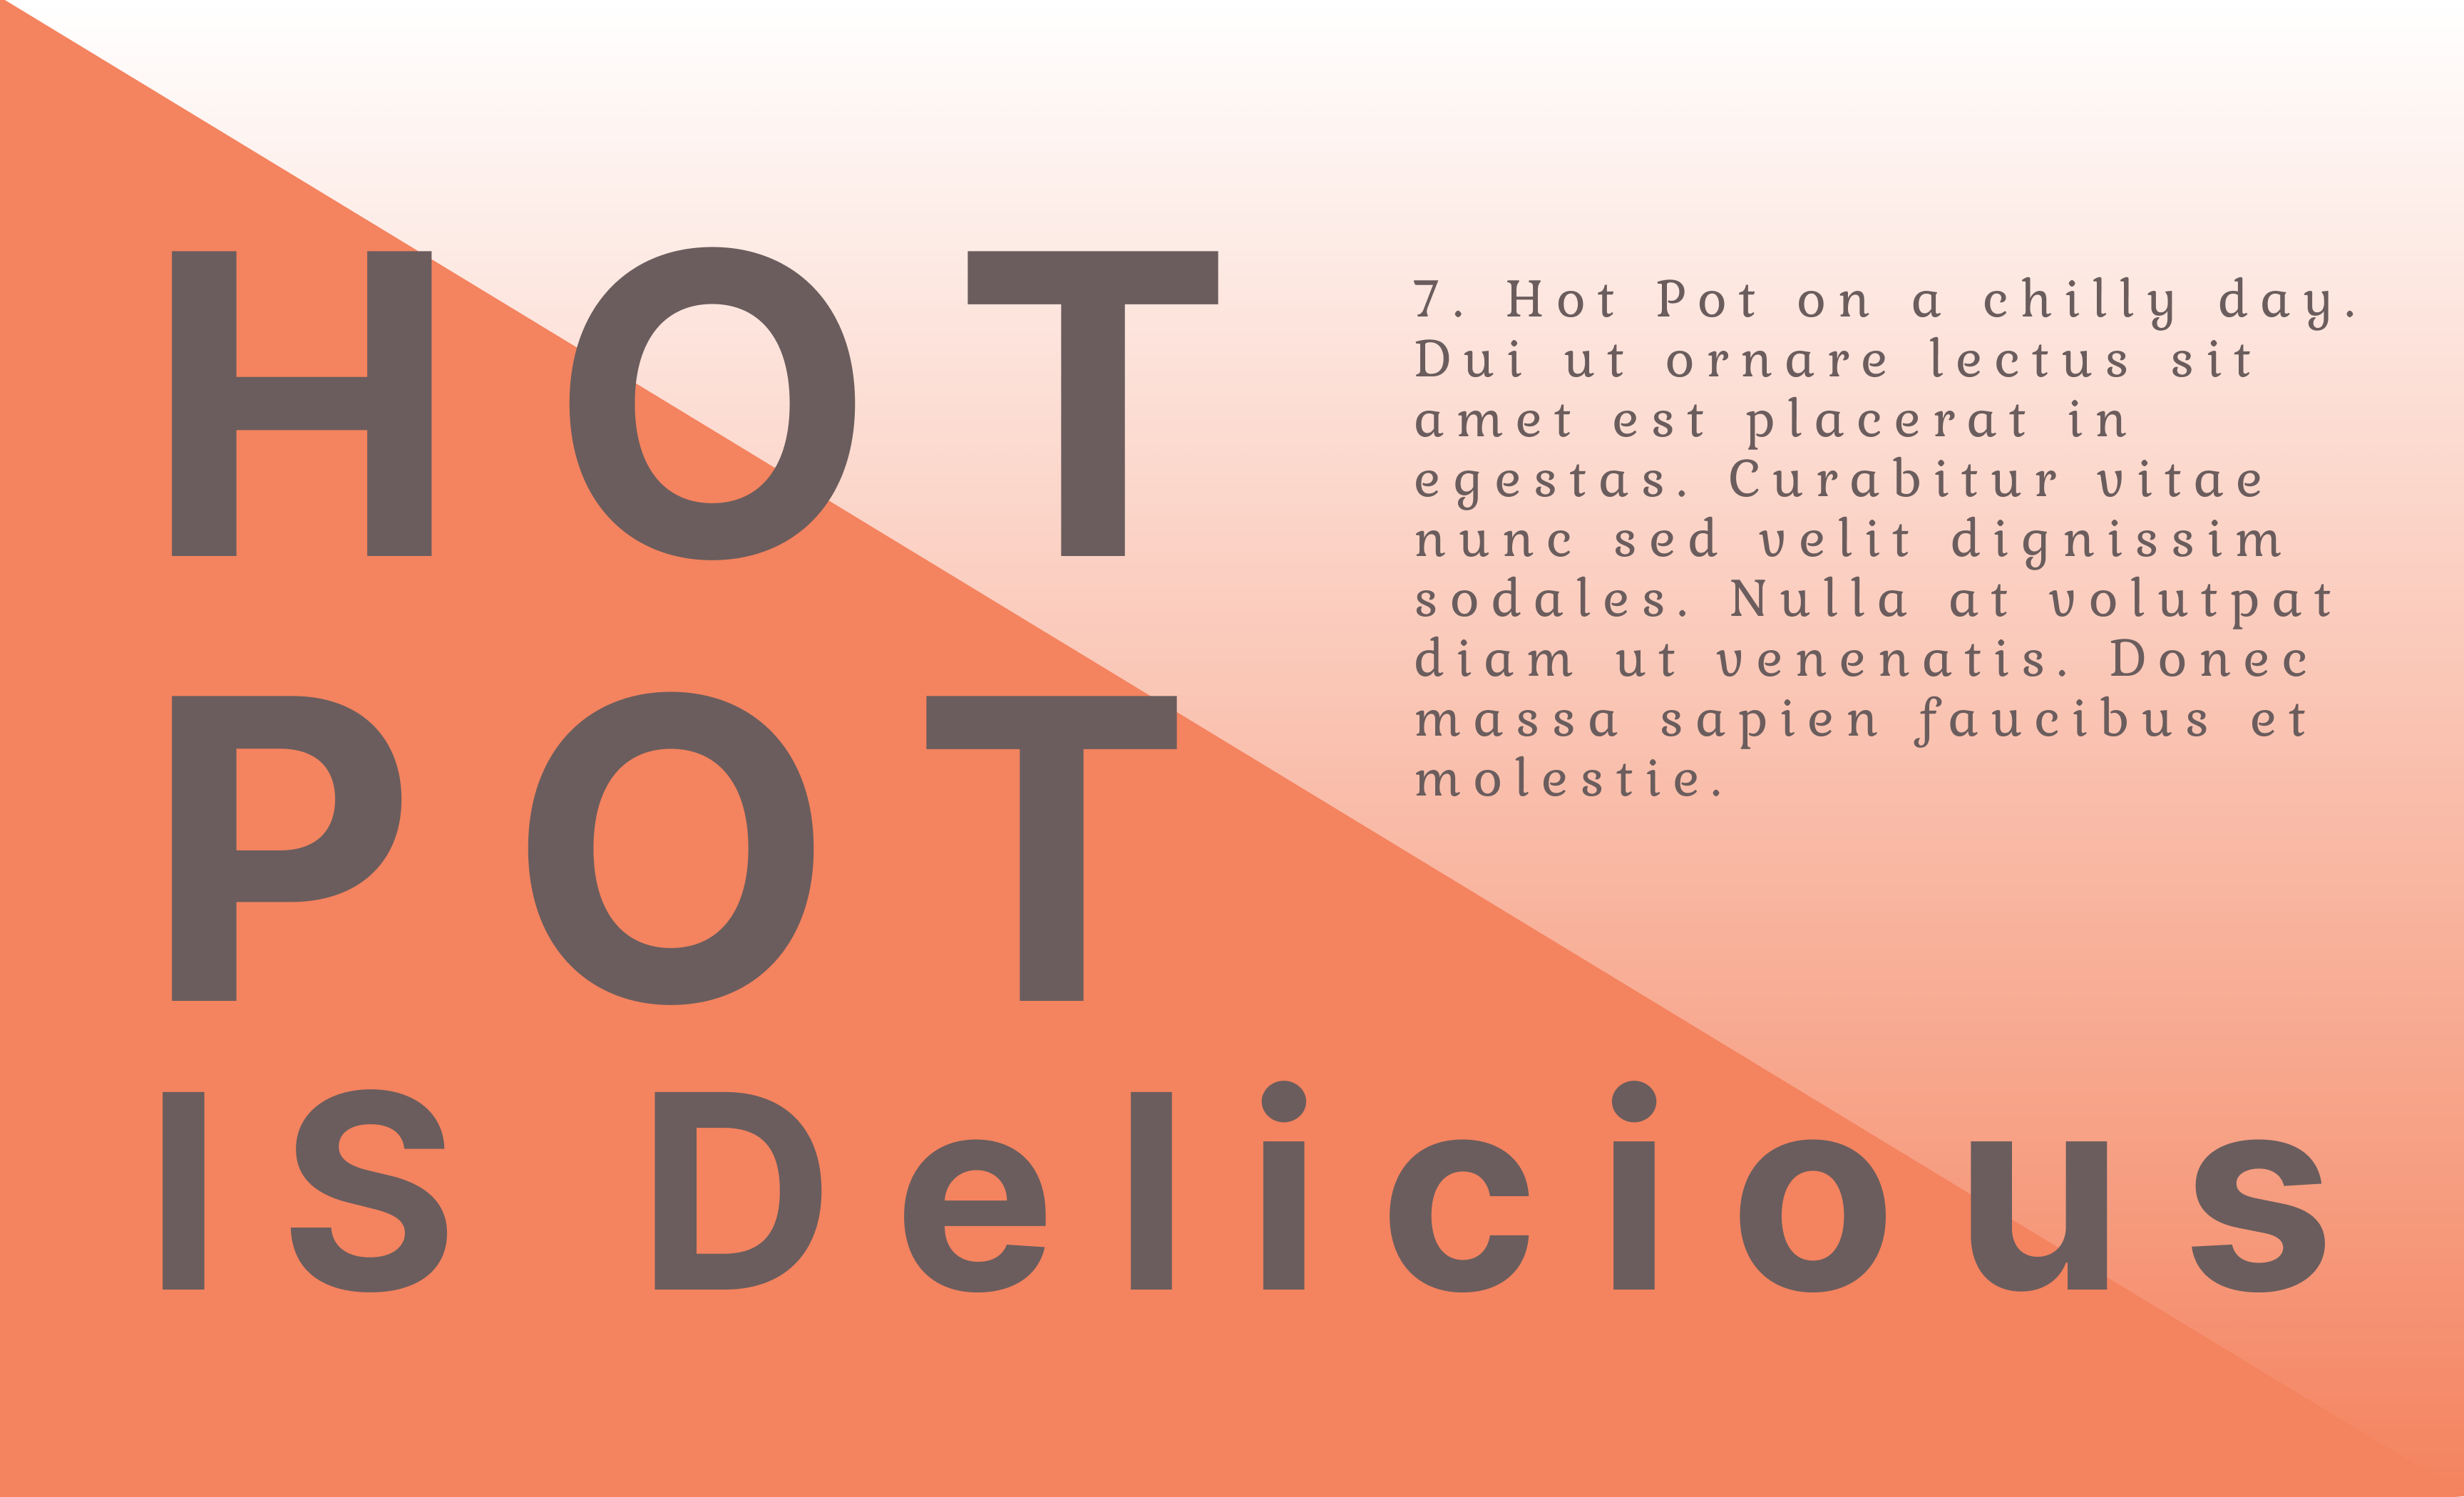 HOT
POT
IS Delicious
7. Hot Pot on a chilly day.
Dui ut ornare lectus sit
amet est placerat in
egestas. Curabitur vitae
nunc sed velit dignissin
sodales. Nulla at volutpat
diam ut venenatis. Donec
massa sapien faucibus et
molestie.